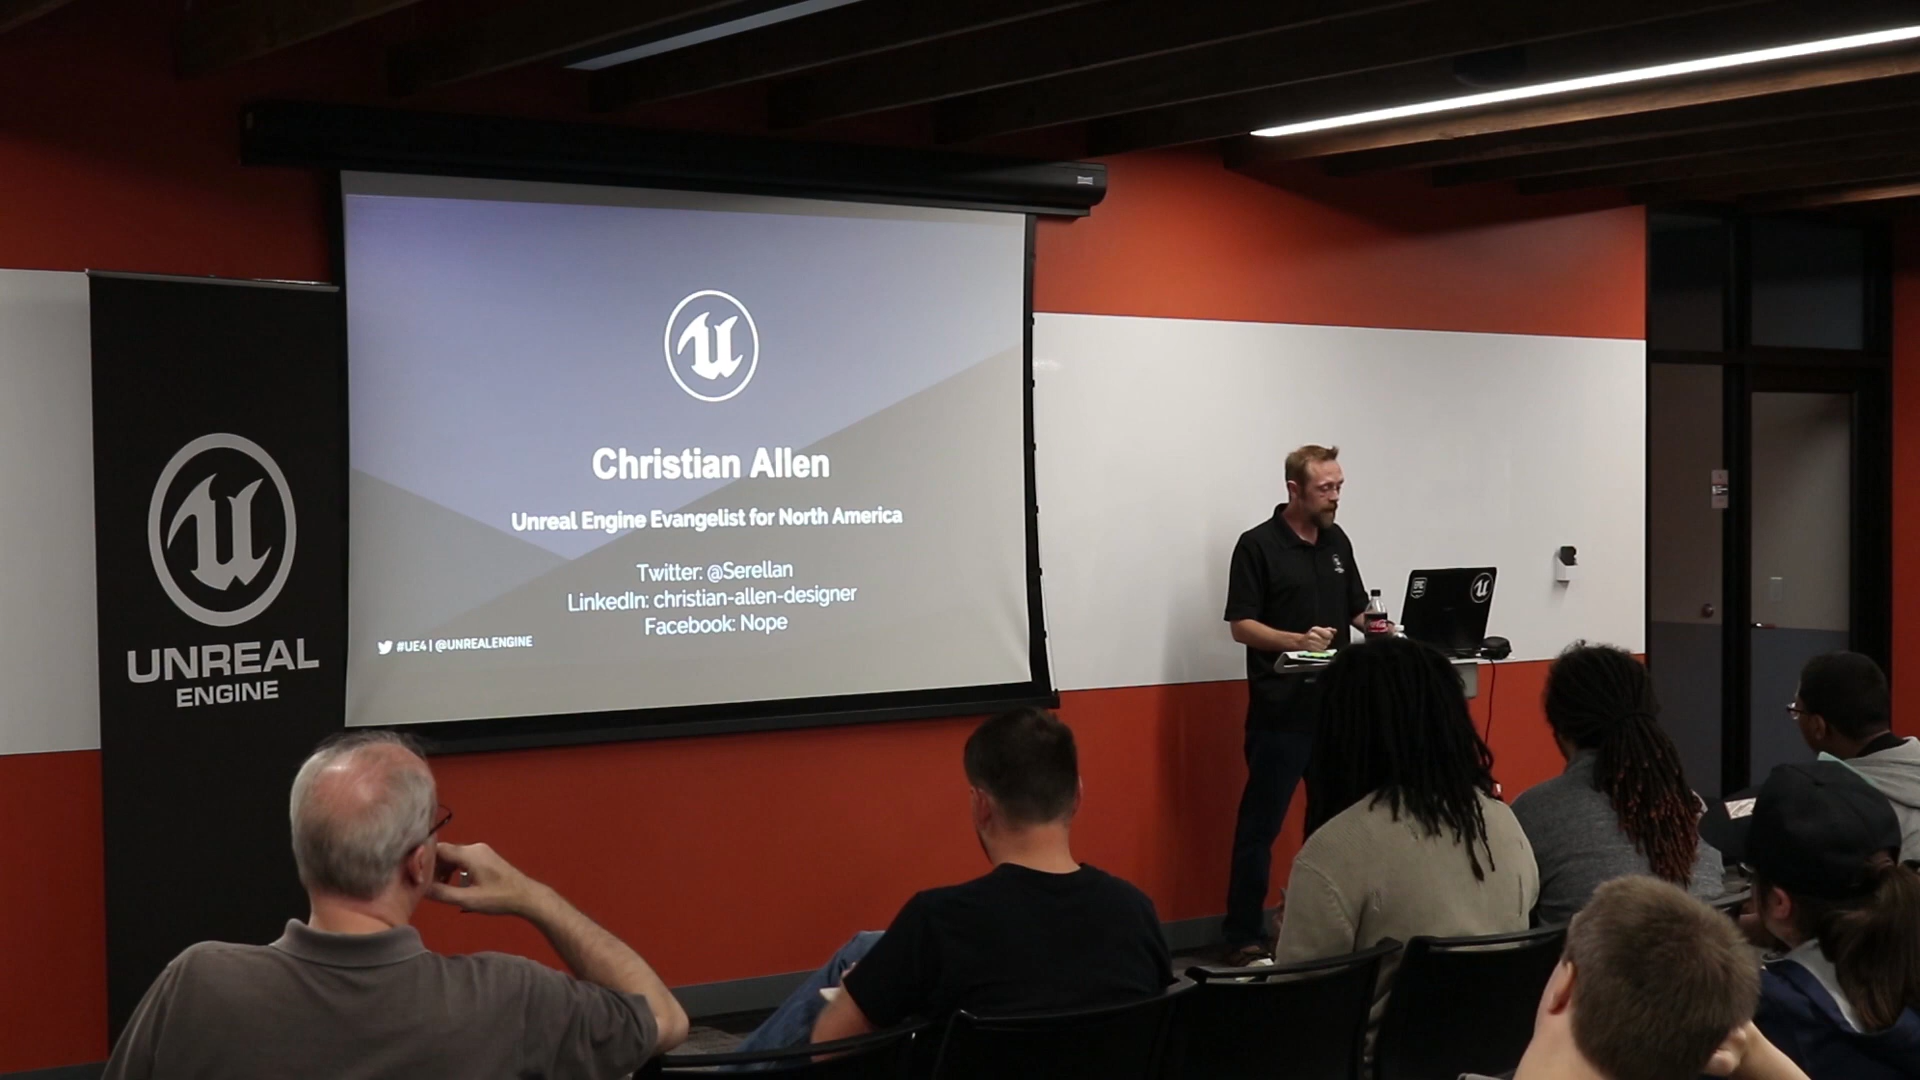 Christian Allen
Unreal Engine Evangelist for North America
Twitter: @Serellan
LinkedIn: christian-allen-designer
Facebook: Nope
#UE4 | @UNREALENGINE
UNREAL
ENGINE